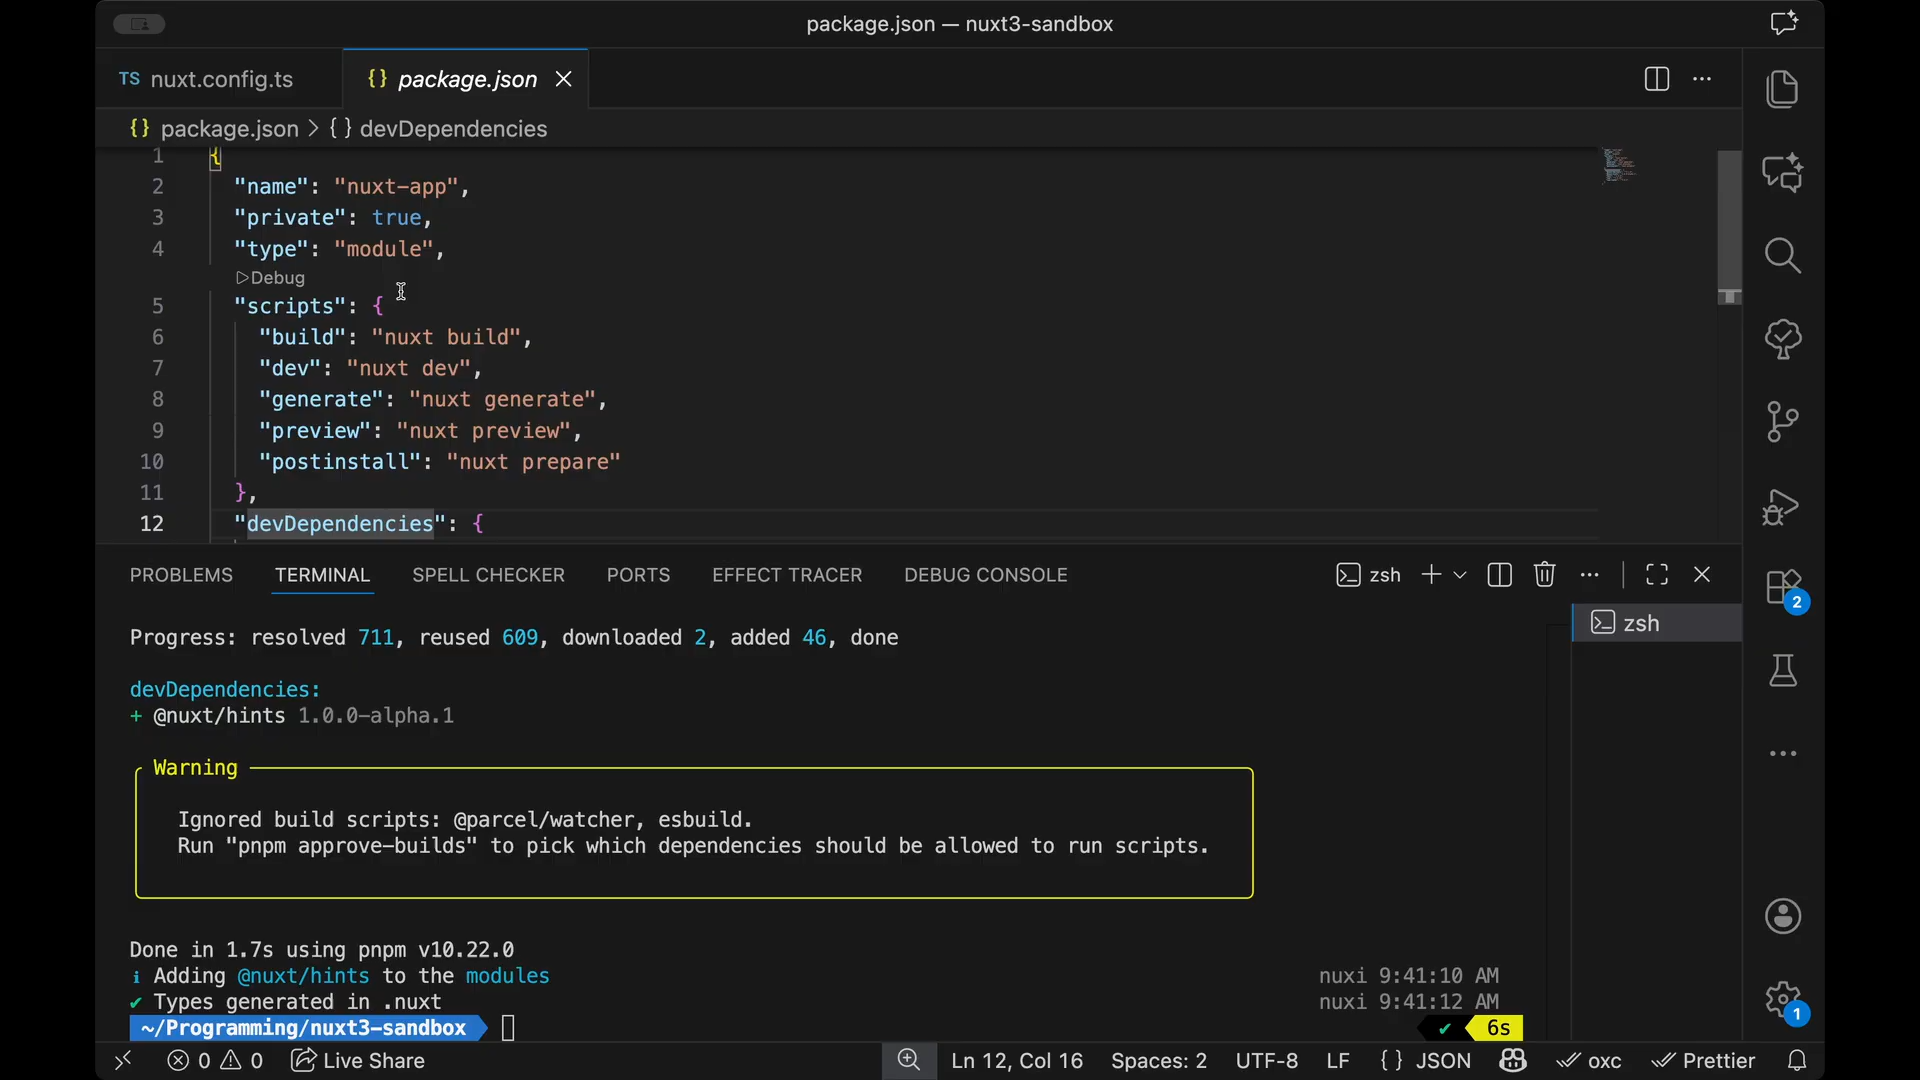 package.json — nuxt3-sandbox
TS nuxt.config.ts
{} package.json
{} package.json > {} devDependencies
1 {
2 "name": "nuxt-app",
3 "private": true,
4 "type": "module",
Debug
5 "scripts": {
6 "build": "nuxt build",
7 "dev": "nuxt dev",
8 "generate": "nuxt generate",
9 "preview": "nuxt preview",
10 "postinstall": "nuxt prepare"
11 },
12 "devDependencies": {
PROBLEMS TERMINAL SPELL CHECKER PORTS EFFECT TRACER DEBUG CONSOLE zsh
zsh
Progress: resolved 711, reused 609, downloaded 2, added 46, done
devDependencies:
+ @nuxt/hints 1.0.0-alpha.1
Warning
Ignored build scripts: @parcel/watcher, esbuild.
Run "pnpm approve-builds" to pick which dependencies should be allowed to run scripts.
Done in 1.7s using pnpm v10.22.0
i Adding @nuxt/hints to the modules nuxi 9:41:10 AM
✔ Types generated in .nuxt nuxi 9:41:12 AM
~/Programming/nuxt3-sandbox ✔ 6s
0 0 Live Share Ln 12, Col 16 Spaces: 2 UTF-8 LF {} JSON oxc Prettier
2
1